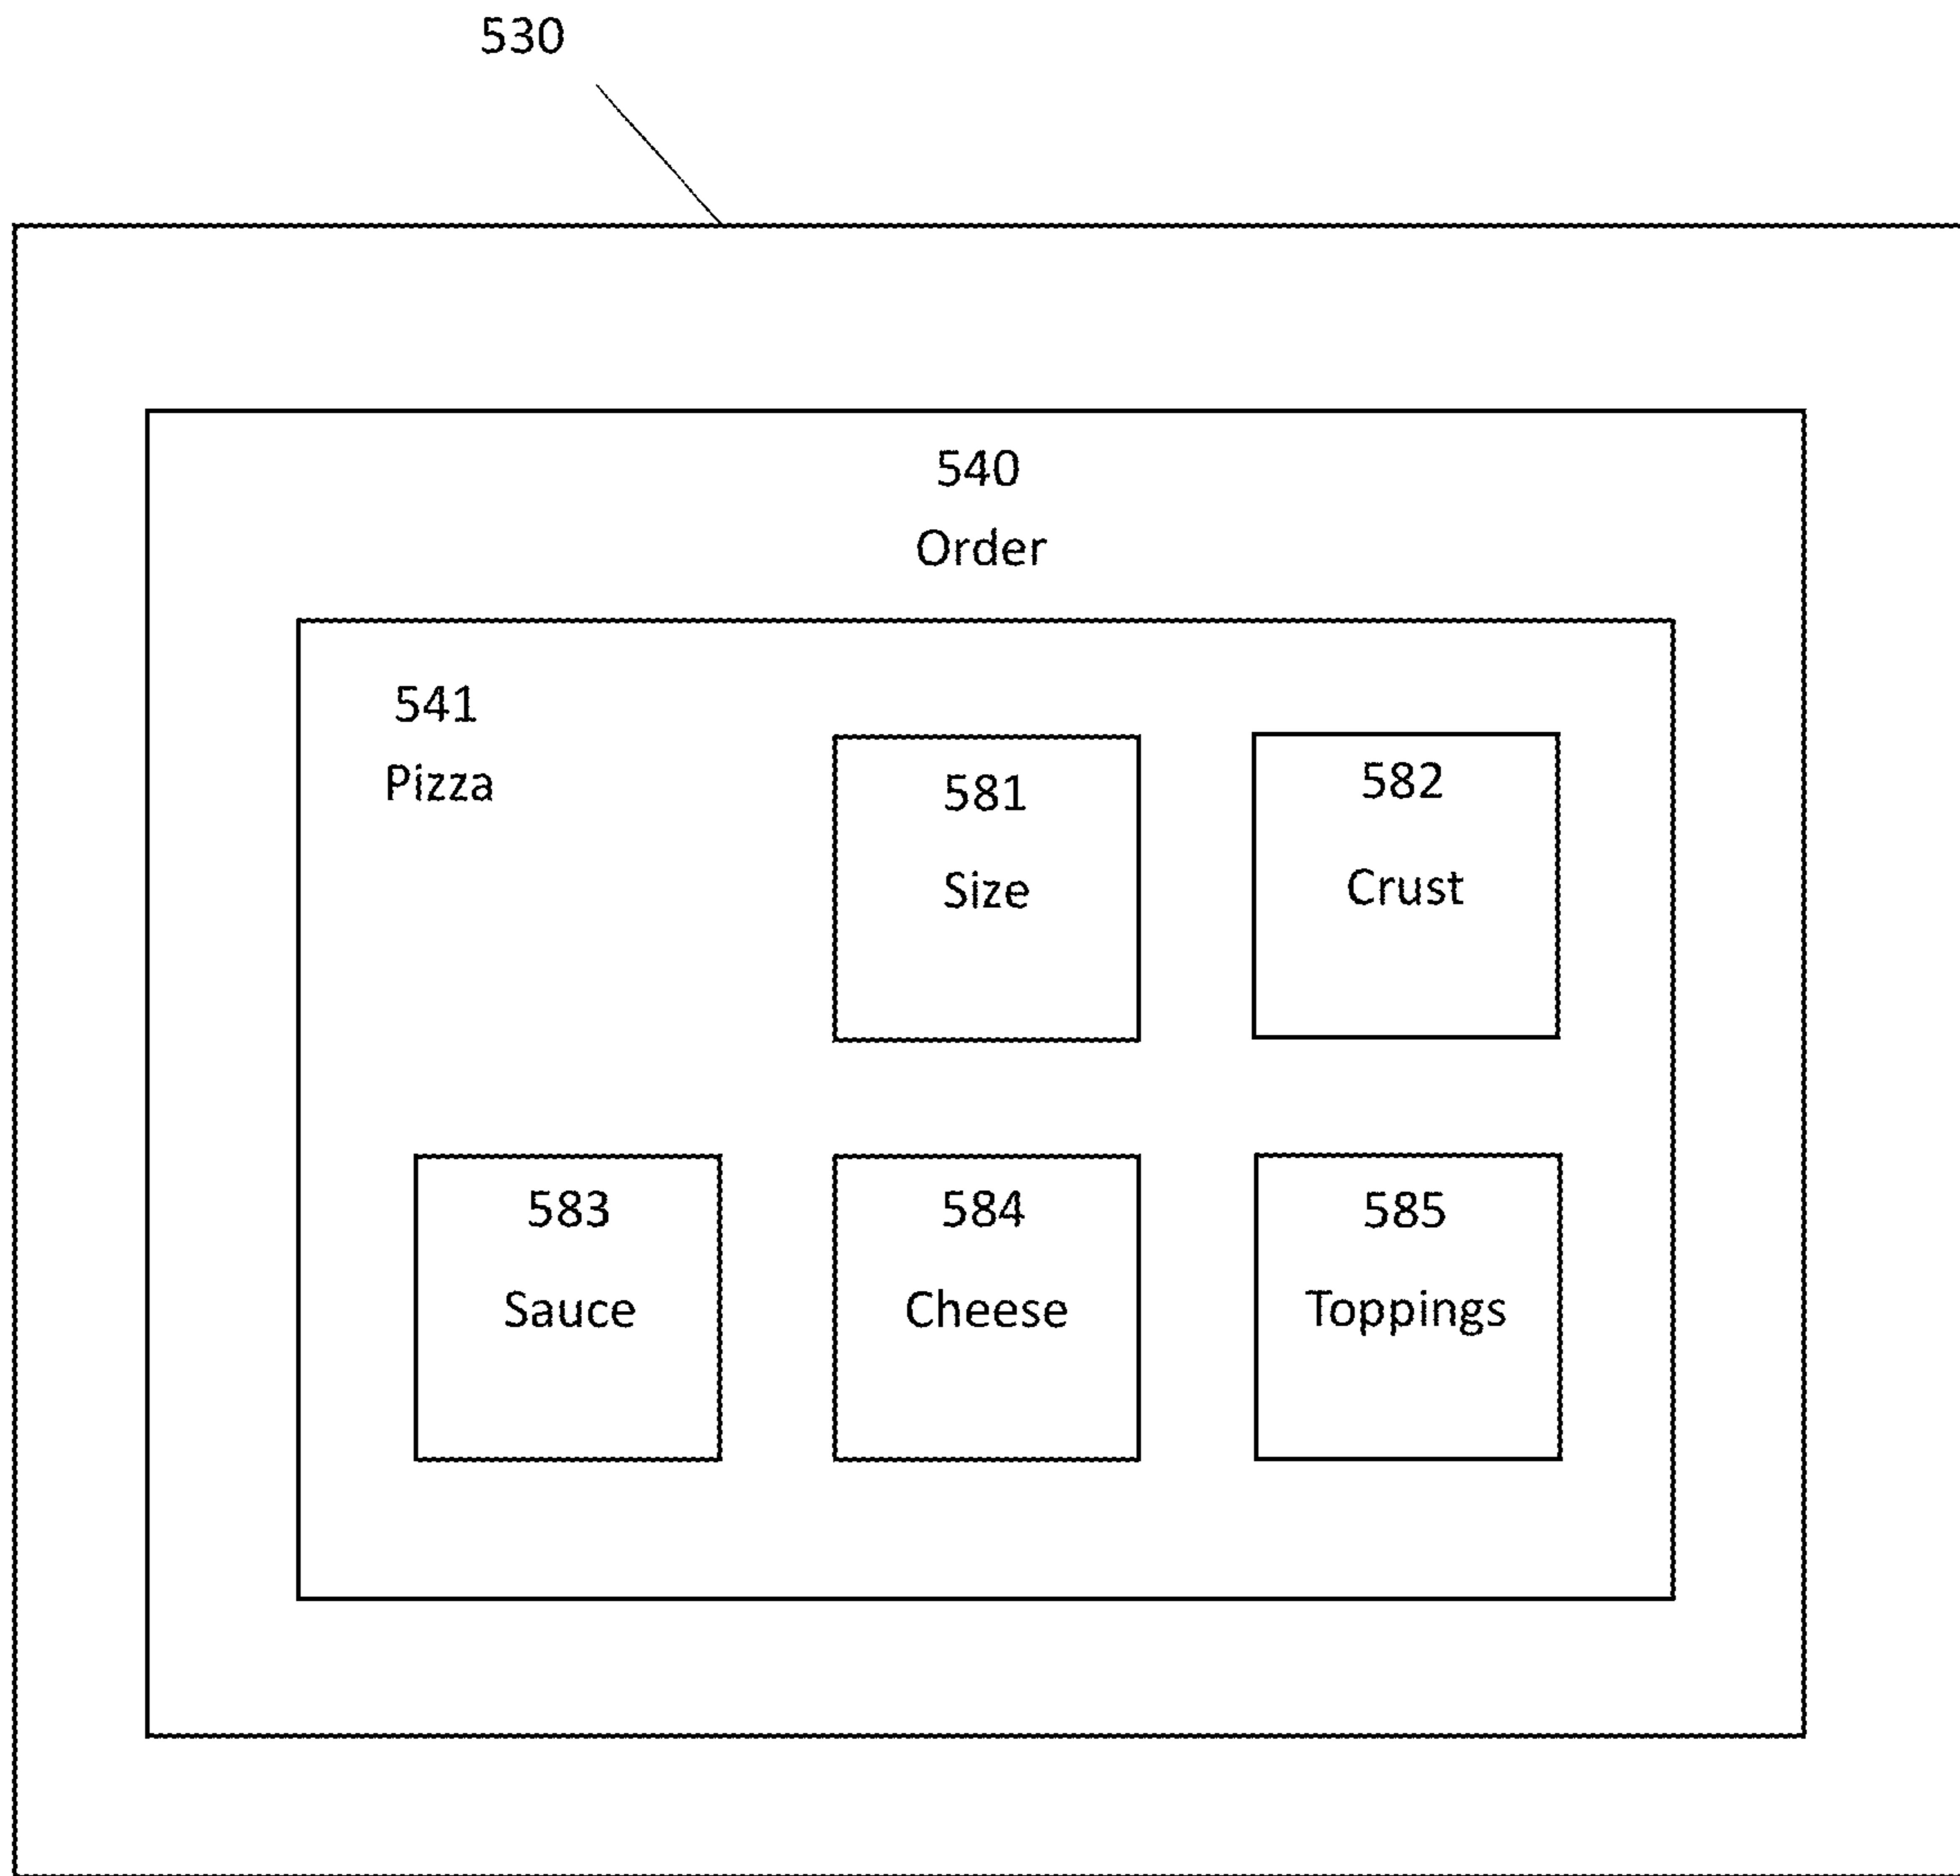 530
540
Order
541
Pizza
581
Size
582
Crust
583
Sauce
584
Cheese
585
Toppings